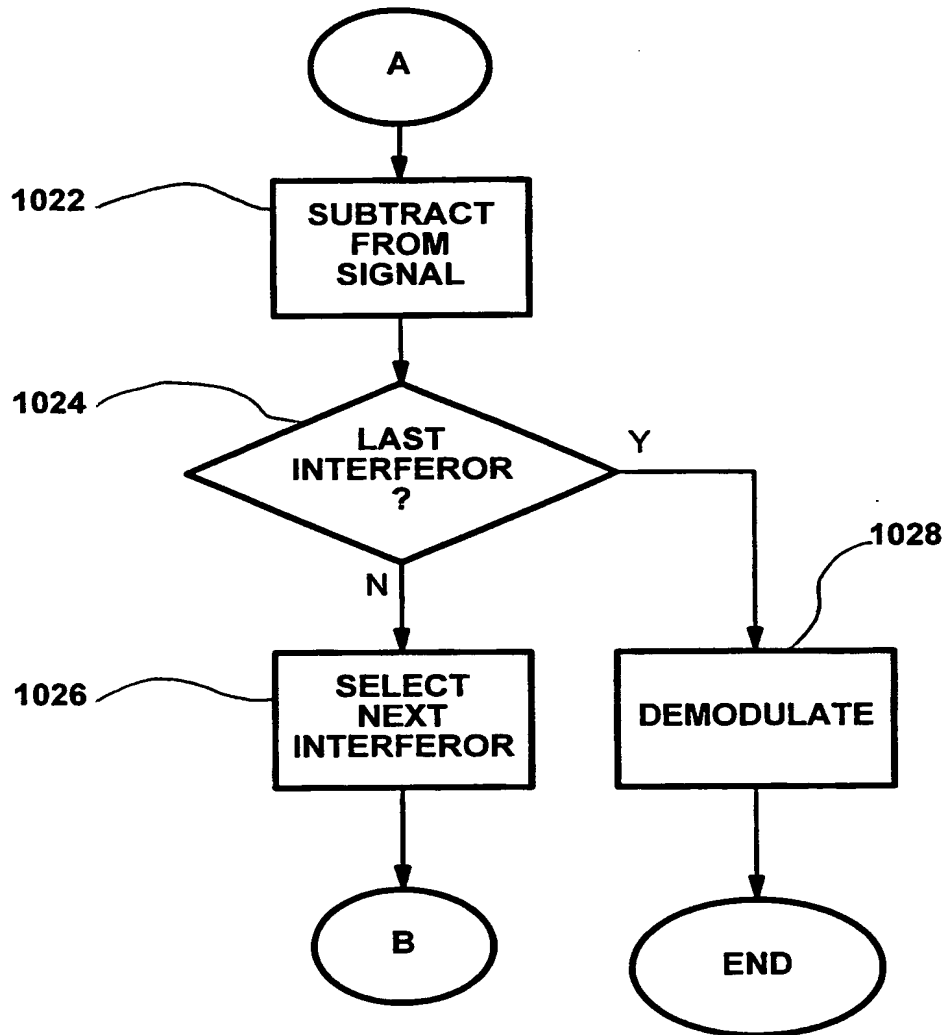 A
1022
SUBTRACT
FROM
SIGNAL
1024
LAST
INTERFEROR
?
Y
N
1028
1026
SELECT
NEXT
INTERFEROR
DEMODULATE
B
END